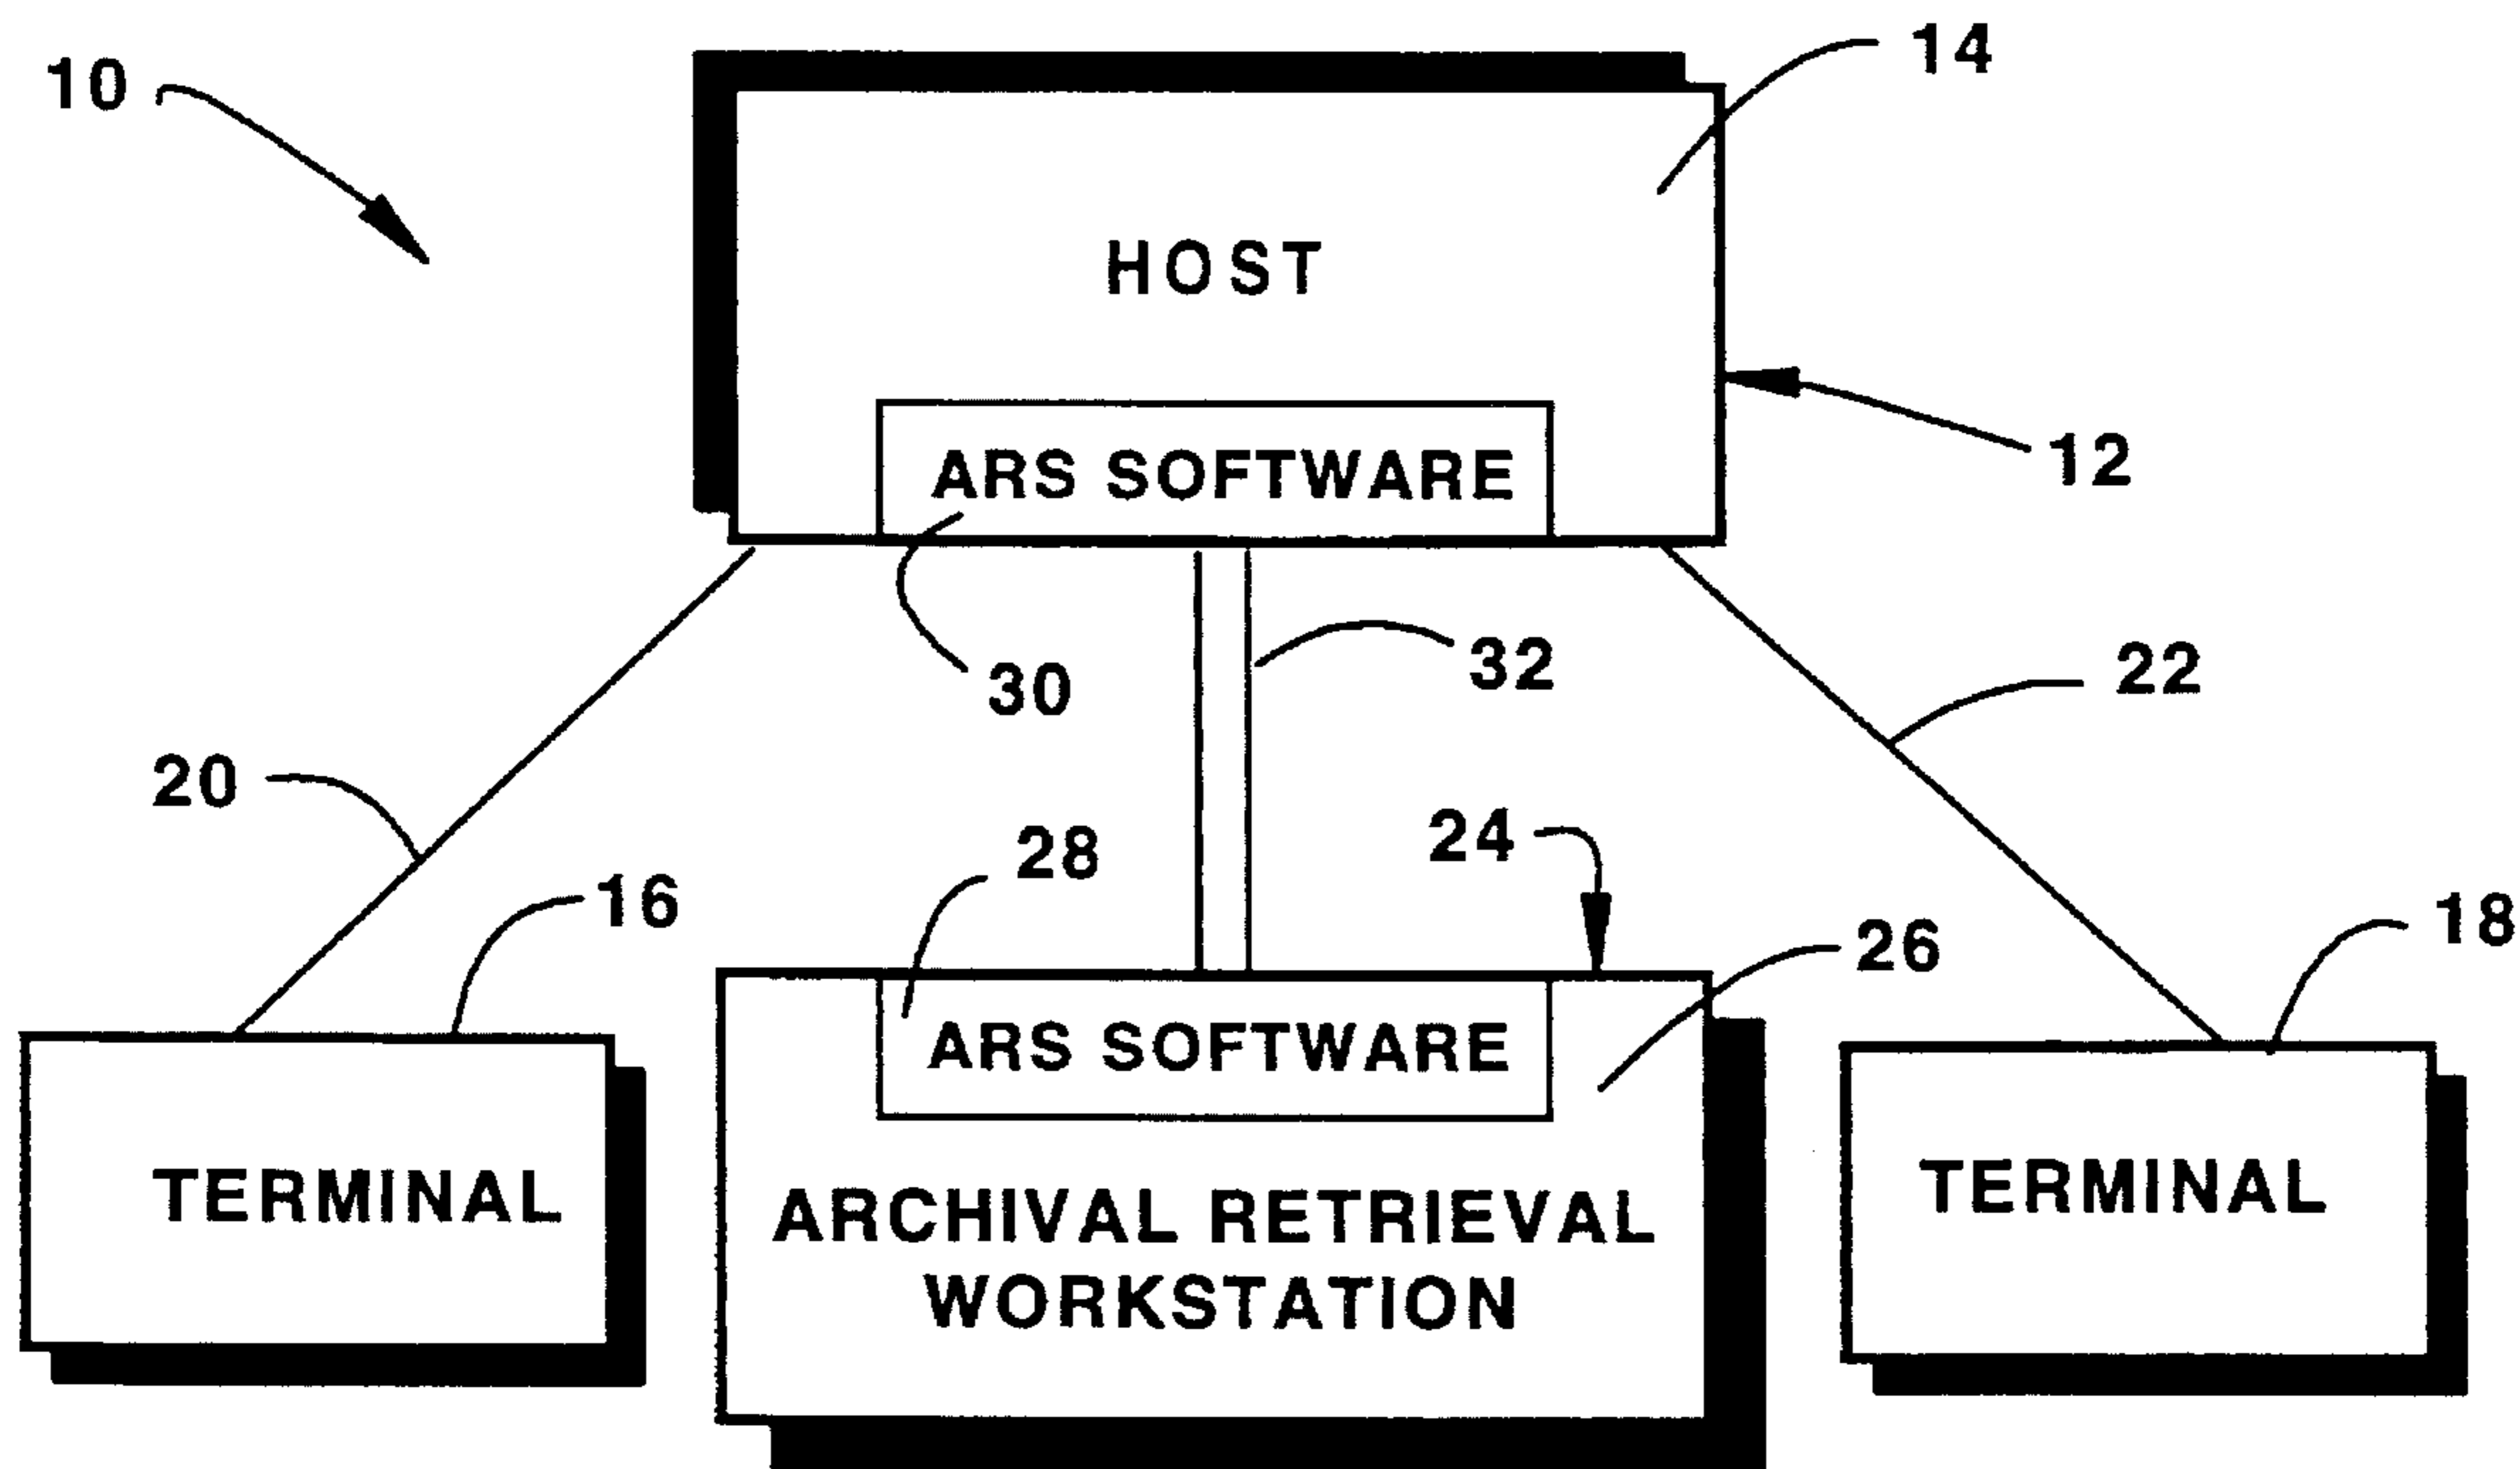 10
14
HOST
12
ARS SOFTWARE
30
32
22
20
28
24
16
26
18
ARS SOFTWARE
TERMINAL
ARCHIVAL RETRIEVAL
WORKSTATION
TERMINAL